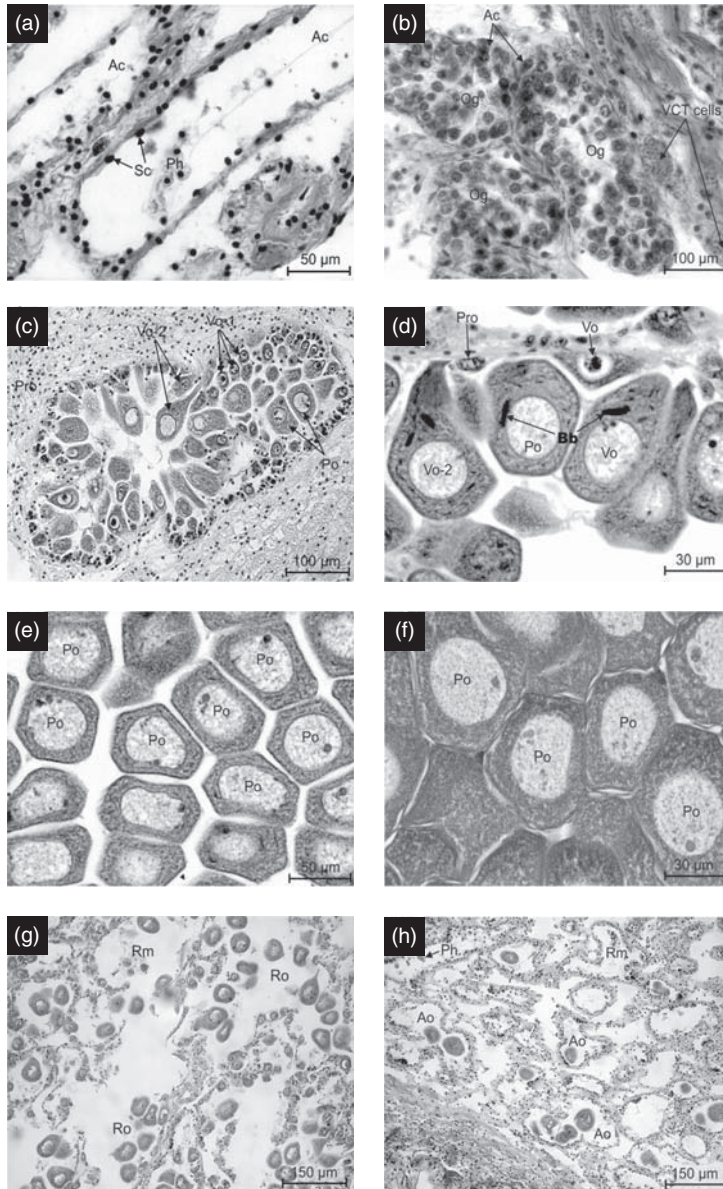 (a)
Ac
Ac
Sc
Ph
50 µm
(b)
Ac
Og
Og
Og
VCT cells
100 µm
(c)
Vo-2
Vo-1
Pro
Po
100 µm
(d)
Pro
Vo
Bb
Po
Vo-2
Vo
30 µm
(e)
Po
Po
Po
Po
Po
Po
Po
Po
50 µm
(f)
Po
Po
Po
Po
30 µm
(g)
Rm
Ro
Ro
150 µm
(h)
Ph
Rm
Ao
Ao
Ao
150 µm